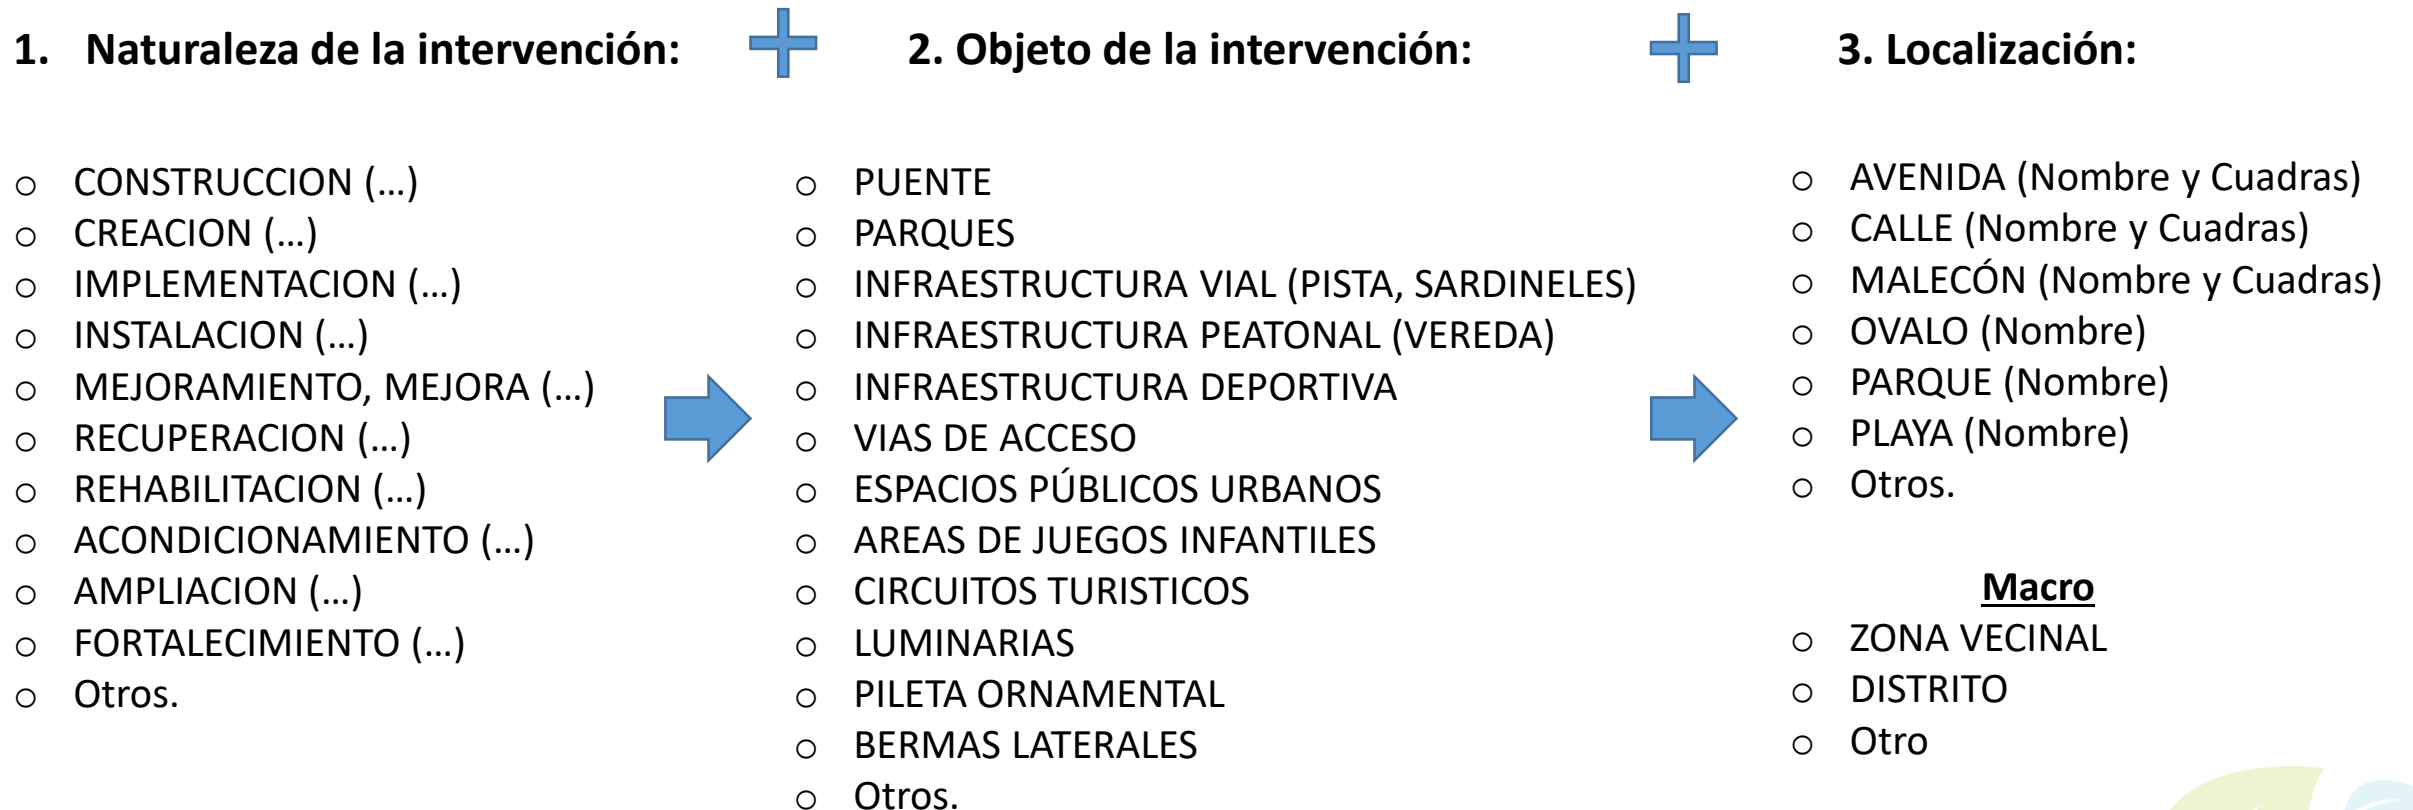 1. Naturaleza de la intervención:
○ CONSTRUCCION (...)
○ CREACION (...)
○ IMPLEMENTACION (...)
○ INSTALACION (...)
○ MEJORAMIENTO, MEJORA (...)
○ RECUPERACION (...)
○ REHABILITACION (...)
○ ACONDICIONAMIENTO (...)
○ AMPLIACION (...)
○ FORTALECIMIENTO (...)
○ Otros.
2. Objeto de la intervención:
○ PUENTE
○ PARQUES
○ INFRAESTRUCTURA VIAL (PISTA, SARDINELES)
○ INFRAESTRUCTURA PEATONAL (VEREDA)
○ INFRAESTRUCTURA DEPORTIVA
○ VIAS DE ACCESO
○ ESPACIOS PÚBLICOS URBANOS
○ AREAS DE JUEGOS INFANTILES
○ CIRCUITOS TURISTICOS
○ LUMINARIAS
○ PILETA ORNAMENTAL
○ BERMAS LATERALES
○ Otros.
3. Localización:
○ AVENIDA (Nombre y Cuadras)
○ CALLE (Nombre y Cuadras)
○ MALECÓN (Nombre y Cuadras)
○ OVALO (Nombre)
○ PARQUE (Nombre)
○ PLAYA (Nombre)
○ Otros.
Macro
○ ZONA VECINAL
○ DISTRITO
○ Otro